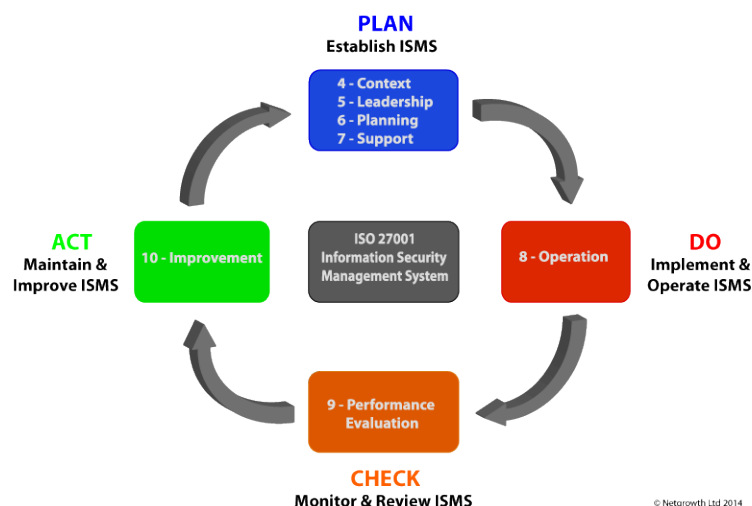 PLAN
Establish ISMS
4 - Context
5 - Leadership
6 - Planning
7 - Support
ACT
Maintain &
Improve ISMS
10 - Improvement
ISO 27001
Information Security
Management System
8 - Operation
DO
Implement &
Operate ISMS
9 - Performance
Evaluation
CHECK
Monitor & Review ISMS
© Netgrowth Ltd 2014